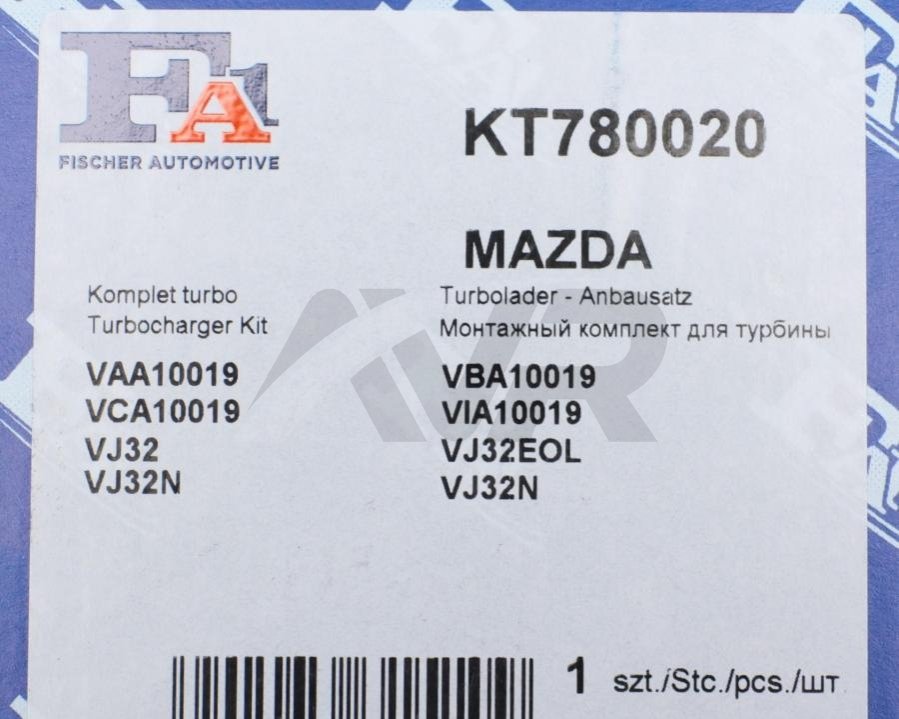 FA1
FISCHER AUTOMOTIVE
KT780020
MAZDA
Komplet turbo
Turbocharger Kit
Turbolader - Anbausatz
Монтажный комплект для турбины
VAA10019
VCA10019
VJ32
VJ32N
VBA10019
VIA10019
VJ32EOL
VJ32N
1 szt./Stc./pcs./шт
AVR